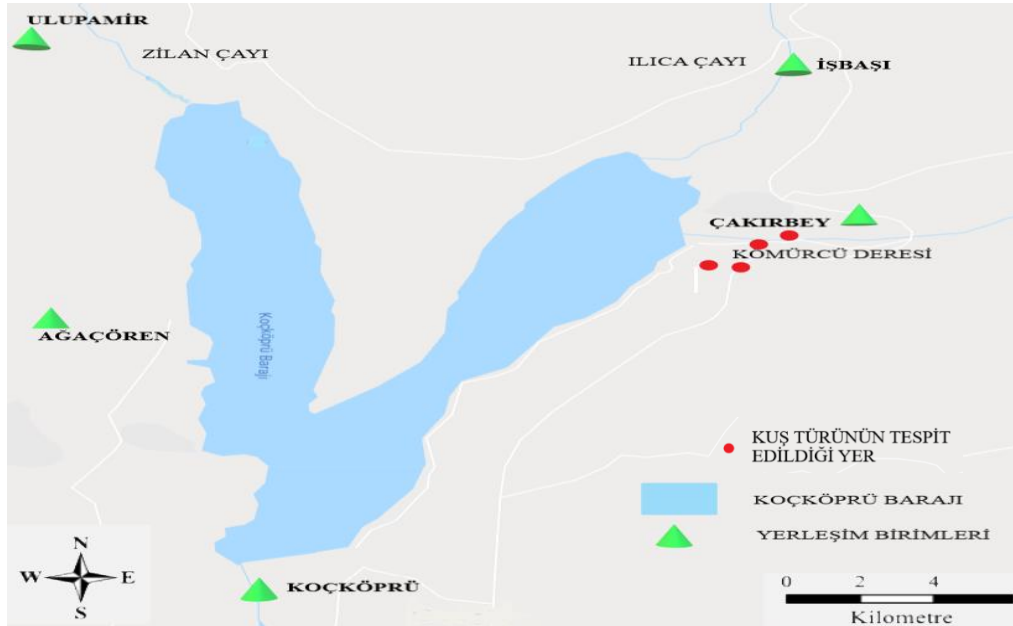 ULUPAMİR
ZİLAN ÇAYI
ILICA ÇAYI
İŞBAŞI
ÇAKIRBEY
KÖMÜRCÜ DERESİ
Koçköprü Barajı
AĞAÇÖREN
KUŞ TÜRÜNÜN TESPİT
EDİLDİĞİ YER
KOÇKÖPRÜ BARAJI
YERLEŞİM BİRİMLERİ
N
W E
S
KOÇKÖPRÜ
0 2 4
Kilometre